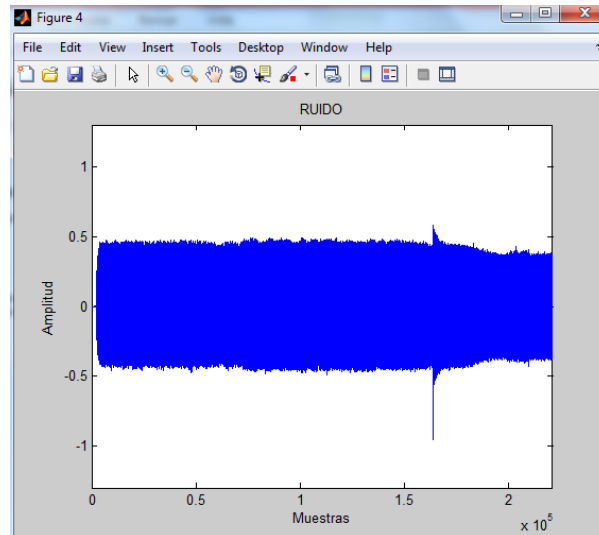 Figure 4
File Edit View Insert Tools Desktop Window Help
RUIDO
1
0.5
0
-0.5
-1
Amplitud
0 0.5 1 1.5 2
Muestras
x 10^5